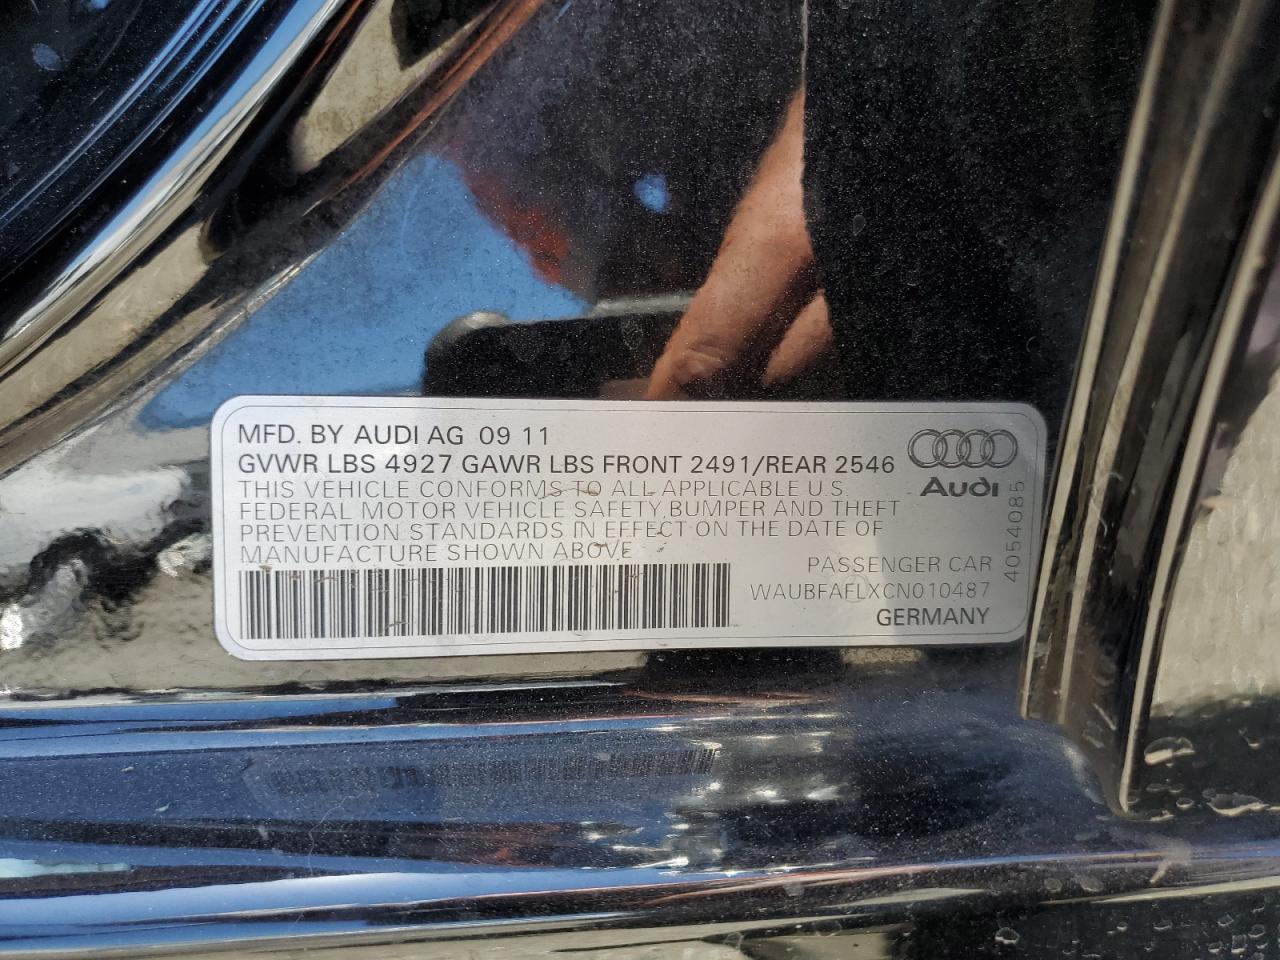 MFD. BY AUDI AG 09 11
GVWR LBS 4927 GAWR LBS FRONT 2491/REAR 2546
THIS VEHICLE CONFORMS TO ALL APPLICABLE U.S.
FEDERAL MOTOR VEHICLE SAFETY, BUMPER AND THEFT
PREVENTION STANDARDS IN EFFECT ON THE DATE OF
MANUFACTURE SHOWN ABOVE
Audi
4054085
PASSENGER CAR
WAUBFAFLXCN010487
GERMANY